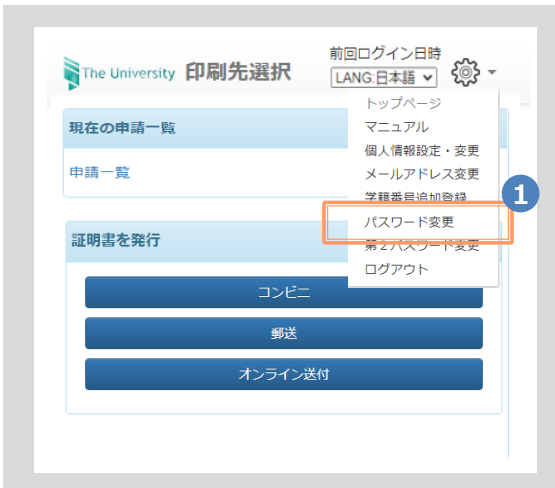 前回ログイン日時
The University 印刷先選択
LANG:日本語
トップページ
現在の申請一覧
マニュアル
個人情報設定・変更
申請一覧
メールアドレス変更
学籍番号追加登録
1
パスワード変更
証明書を発行
第2パスワード変更
ログアウト
コンビニ
郵送
オンライン送付